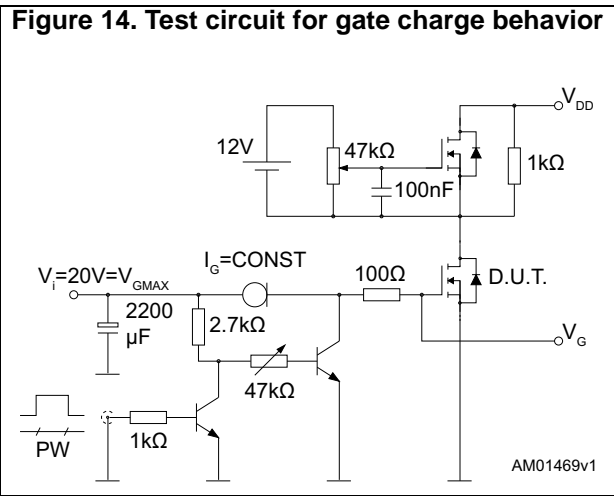 Figure 14. Test circuit for gate charge behavior
V_DD
12V
47kΩ
1kΩ
100nF
I_G=CONST
V_i=20V=V_GMAX
100Ω
D.U.T.
2200
μF
2.7kΩ
V_G
47kΩ
1kΩ
PW
AM01469v1